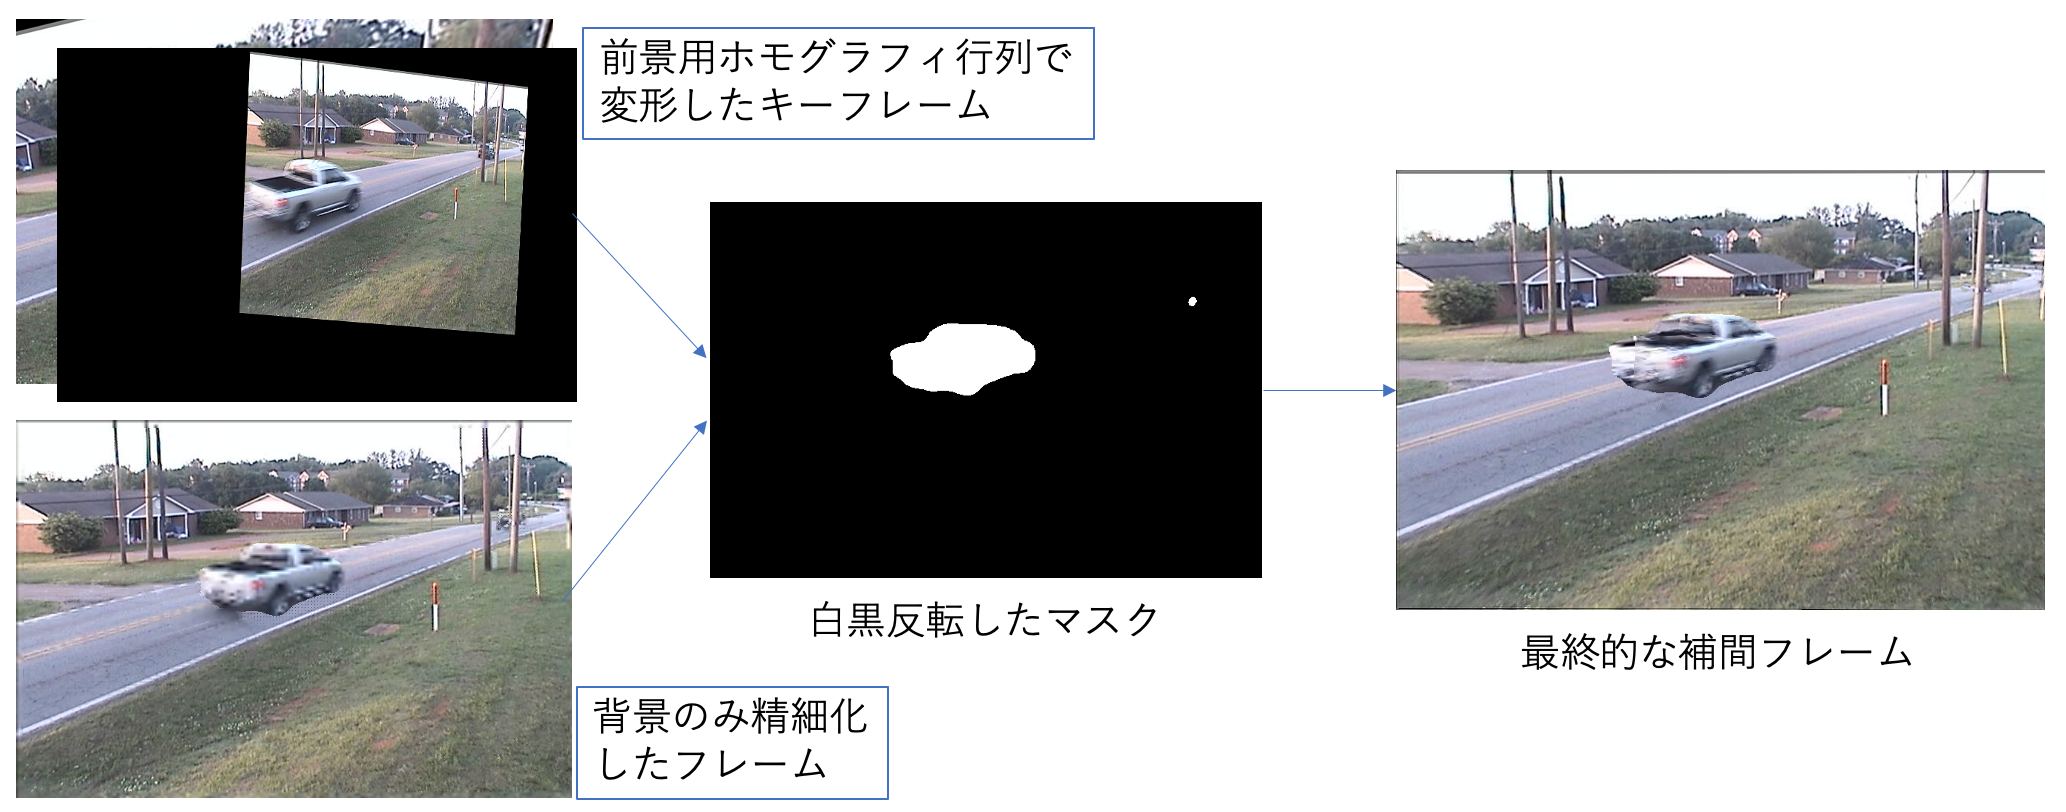 前景用ホモグラフィ行列で
変形したキーフレーム
白黒反転したマスク
最終的な補間フレーム
背景のみ精細化
したフレーム